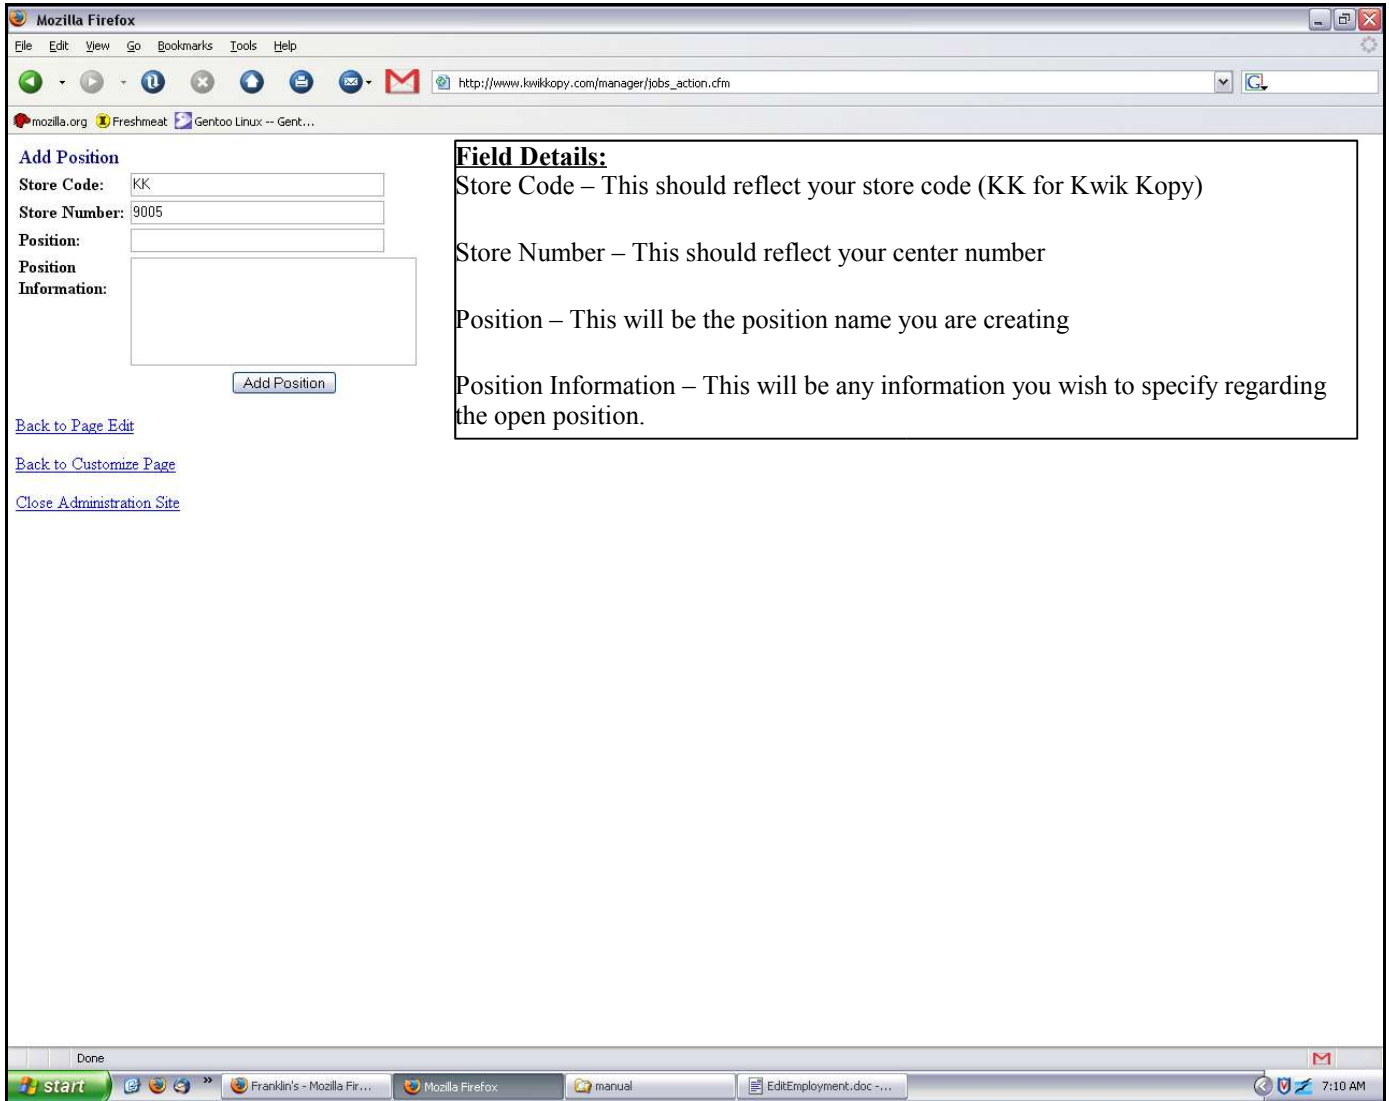 Mozilla Firefox
File Edit View Go Bookmarks Tools Help
http://www.kwikkopy.com/manager/jobs_action.cfm
G
mozilla.org Freshmeat Gentoo Linux -- Gent...
Add Position
Store Code: KK
Store Number: 9005
Position:
Position
Information:
Add Position
Back to Page Edit
Back to Customize Page
Close Administration Site
Field Details:
Store Code – This should reflect your store code (KK for Kwik Kopy)
Store Number – This should reflect your center number
Position – This will be the position name you are creating
Position Information – This will be any information you wish to specify regarding
the open position.
Done
start » Franklin's - Mozilla Fir... Mozilla Firefox manual EditEmployment.doc -... 7:10 AM